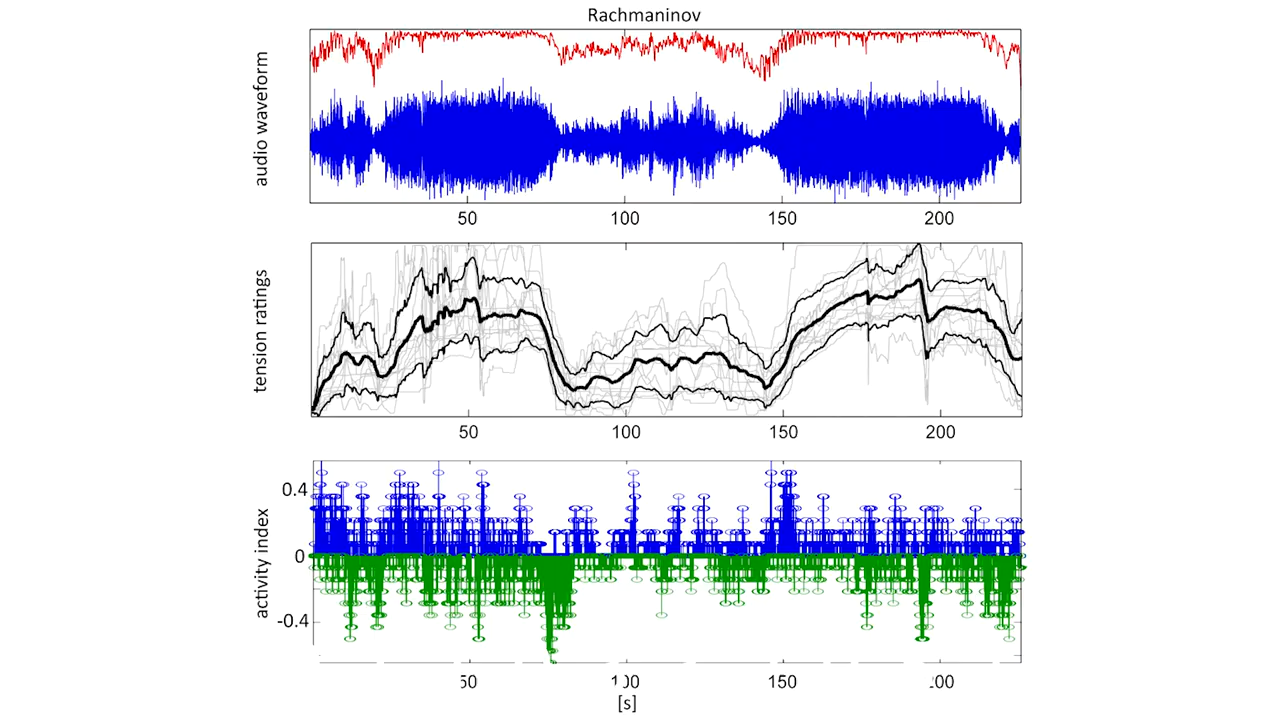 Rachmaninov
audio waveform
50 100 150 200
tension ratings
50 100 150 200
activity index
0.4
0
-0.4
150
[s]